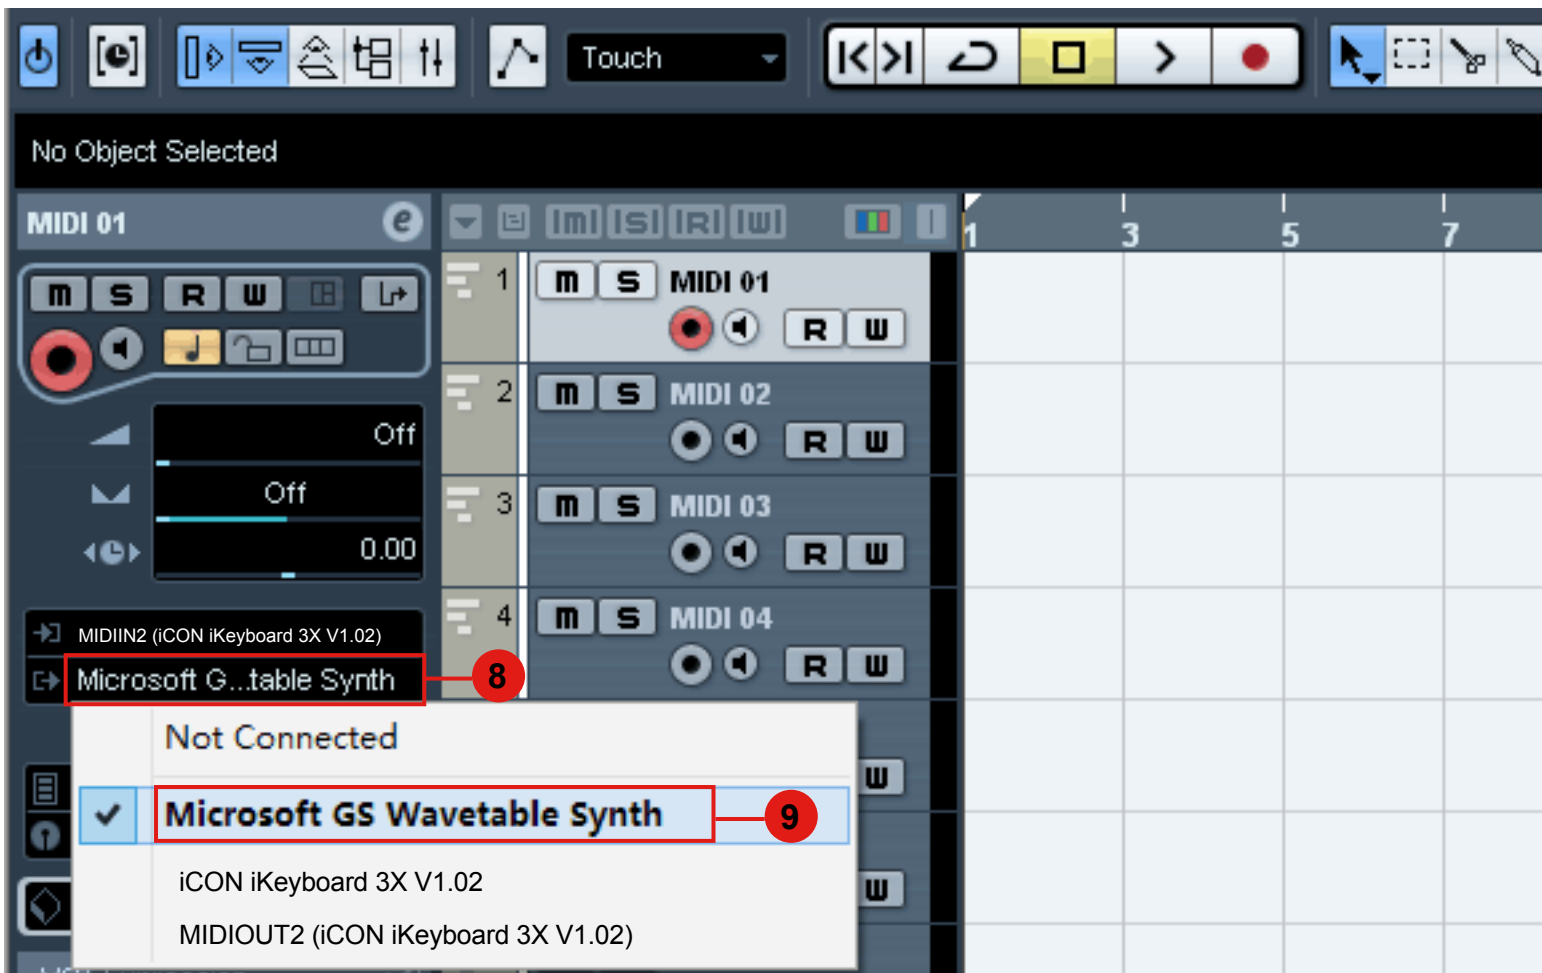 Touch
No Object Selected
MIDI 01
e
m S R W
1 3 5 7
1 m S MIDI 01
R W
m S R W
2 m S MIDI 02
R W
Off
Off
3 m S MIDI 03
R W
0.00
4 m S MIDI 04
R W
MIDIIN2 (iCON iKeyboard 3X V1.02)
Microsoft G...table Synth
8
Not Connected
W
Microsoft GS Wavetable Synth
9
iCON iKeyboard 3X V1.02
W
MIDIOUT2 (iCON iKeyboard 3X V1.02)